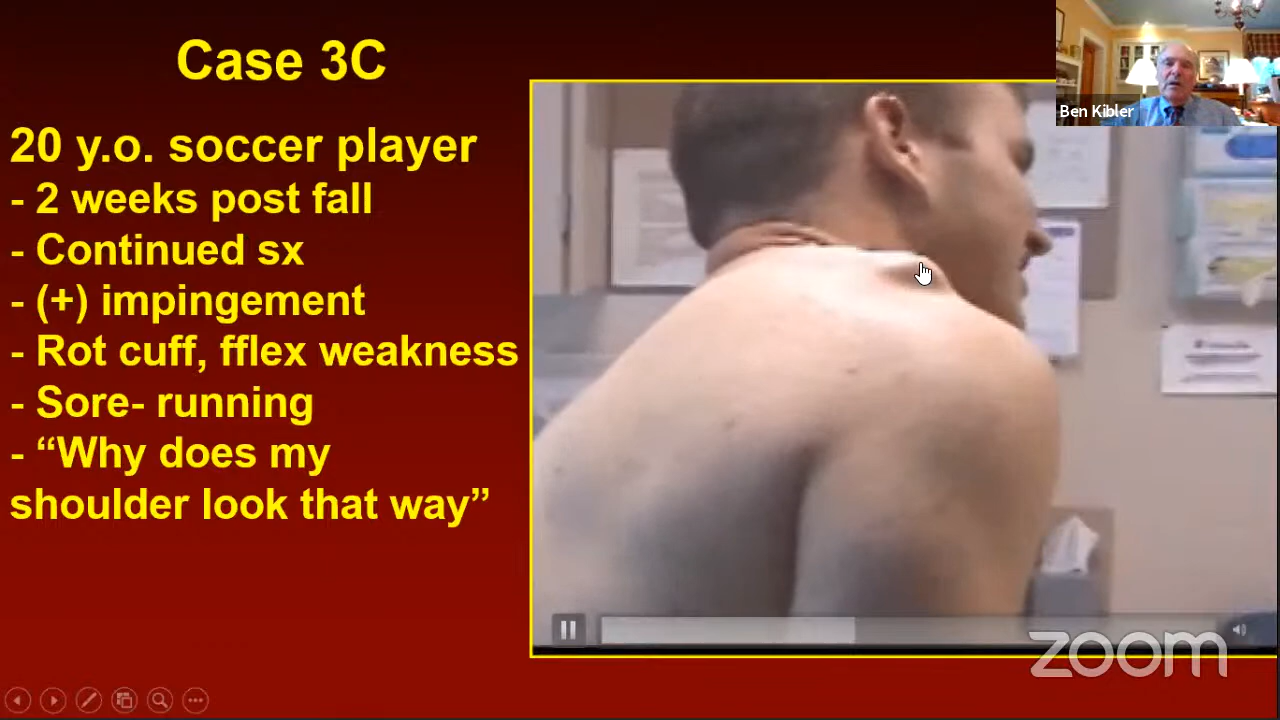 Case 3C
20 y.o. soccer player
- 2 weeks post fall
- Continued sx
- (+) impingement
- Rot cuff, fflex weakness
- Sore- running
- “Why does my
shoulder look that way”
Ben Kibler
zoom